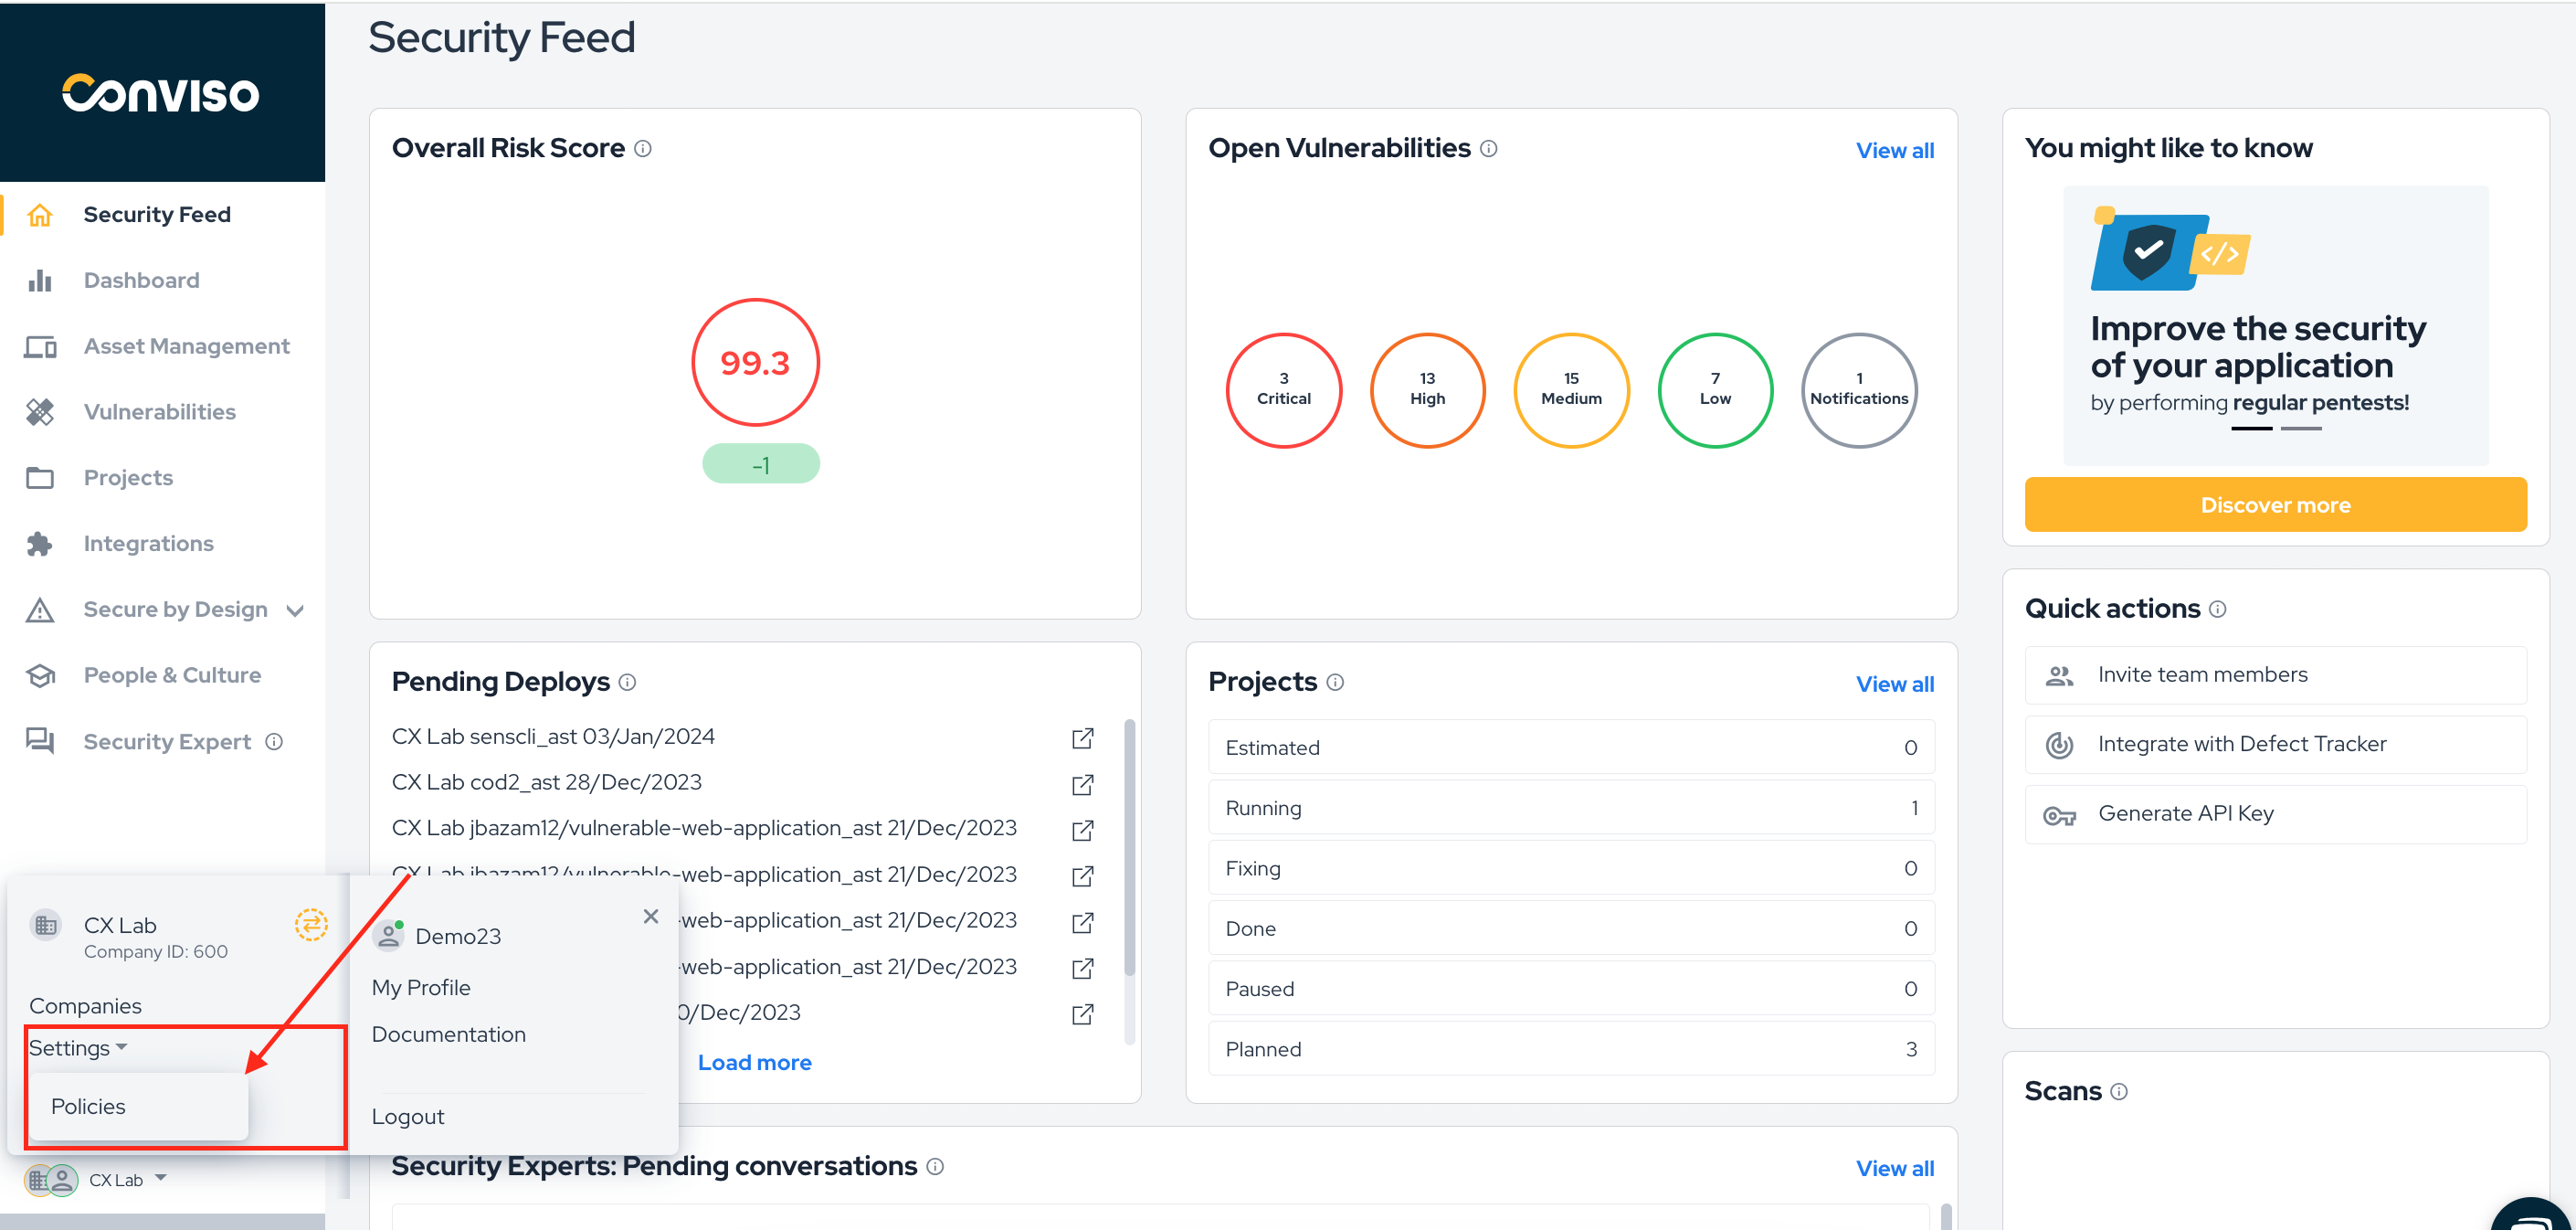 CONVISO
Security Feed
Dashboard
Asset Management
Vulnerabilities
Projects
Integrations
Secure by Design
People & Culture
Security Expert
CX Lab
Company ID: 600
Companies
Settings
Policies
CX Lab
Demo23
My Profile
Documentation
Logout
Security Feed
Overall Risk Score
99.3
-1
Open Vulnerabilities
View all
3
Critical
13
High
15
Medium
7
Low
1
Notifications
Pending Deploys
CX Lab senscli_ast 03/Jan/2024
CX Lab cod2_ast 28/Dec/2023
CX Lab jbazam12/vulnerable-web-application_ast 21/Dec/2023
CX Lab jbazam12/vulnerable-web-application_ast 21/Dec/2023
-web-application_ast 21/Dec/2023
-web-application_ast 21/Dec/2023
0/Dec/2023
Load more
Projects
View all
Estimated 0
Running 1
Fixing 0
Done 0
Paused 0
Planned 3
Security Experts: Pending conversations
View all
You might like to know
</>
Improve the security
of your application
by performing regular pentests!
Discover more
Quick actions
Invite team members
Integrate with Defect Tracker
Generate API Key
Scans